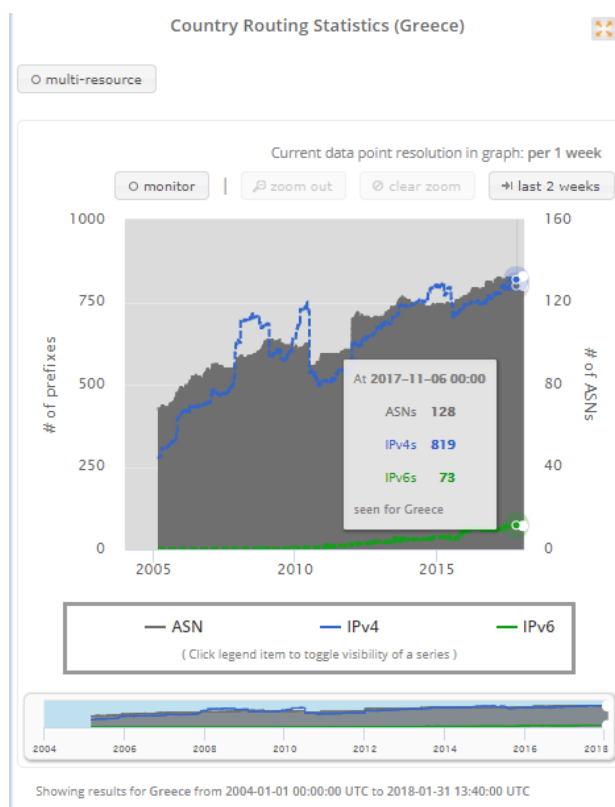 Country Routing Statistics (Greece)
multi-resource
Current data point resolution in graph: per 1 week
monitor | zoom out clear zoom last 2 weeks
1000 160
750 120
500 80
250 40
0 0
# of prefixes
# of ASNs
At 2017-11-06 00:00
ASNs 128
IPv4s 819
IPv6s 73
seen for Greece
2005 2010 2015
ASN IPv4 IPv6
( Click legend item to toggle visibility of a series )
2004 2006 2008 2010 2012 2014 2016 2018
Showing results for Greece from 2004-01-01 00:00:00 UTC to 2018-01-31 13:40:00 UTC